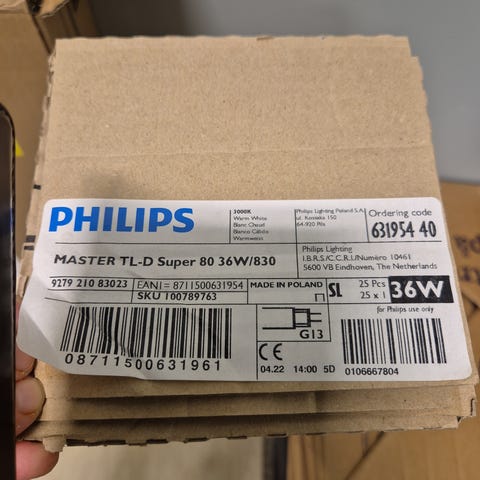 PHILIPS
3000K
Warm White
Blanc Chaud
Blanco Cálido
Warmweiss
Philips Lighting Poland S.A.
ul. Kossaka 150
64-920 Piła
Ordering code
631954 40
MASTER TL-D Super 80 36W/830
Philips Lighting
I.B.R.S./C.C.R.I./Numéro 10461
5600 VB Eindhoven, The Netherlands
9279 210 83023
EAN1 = 8711500631954
SKU 100789763
MADE IN POLAND
SL
25 Pcs
25 x 1
36W
for Philips use only
G13
CE
04.22 14:00 5D
08711500631961
0106667804